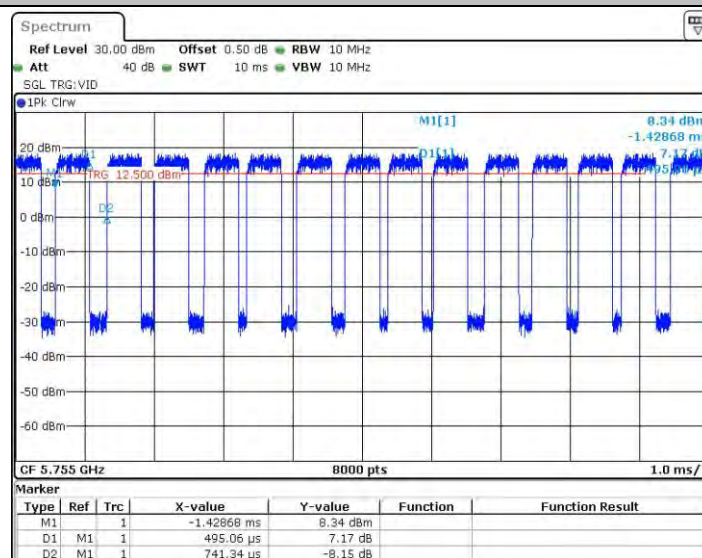 Spectrum
Ref Level 30.00 dBm Offset 0.50 dB RBW 10 MHz
Att 40 dB SWT 10 ms VBW 10 MHz
SGL TRG:VID
1Pk Clrw
M1[1] 8.34 dBm
-1.42868 ms
D1[1] 7.17 dB
20 dBm
D1
TRG 12.500 dBm
10 dBm
D2
0 dBm
-10 dBm
-20 dBm
-30 dBm
-40 dBm
-50 dBm
-60 dBm
CF 5.755 GHz 8000 pts 1.0 ms/
Marker
Type Ref Trc X-value Y-value Function Function Result
M1 1 -1.42868 ms 8.34 dBm
D1 M1 1 495.06 µs 7.17 dB
D2 M1 1 741.34 µs -8.15 dB